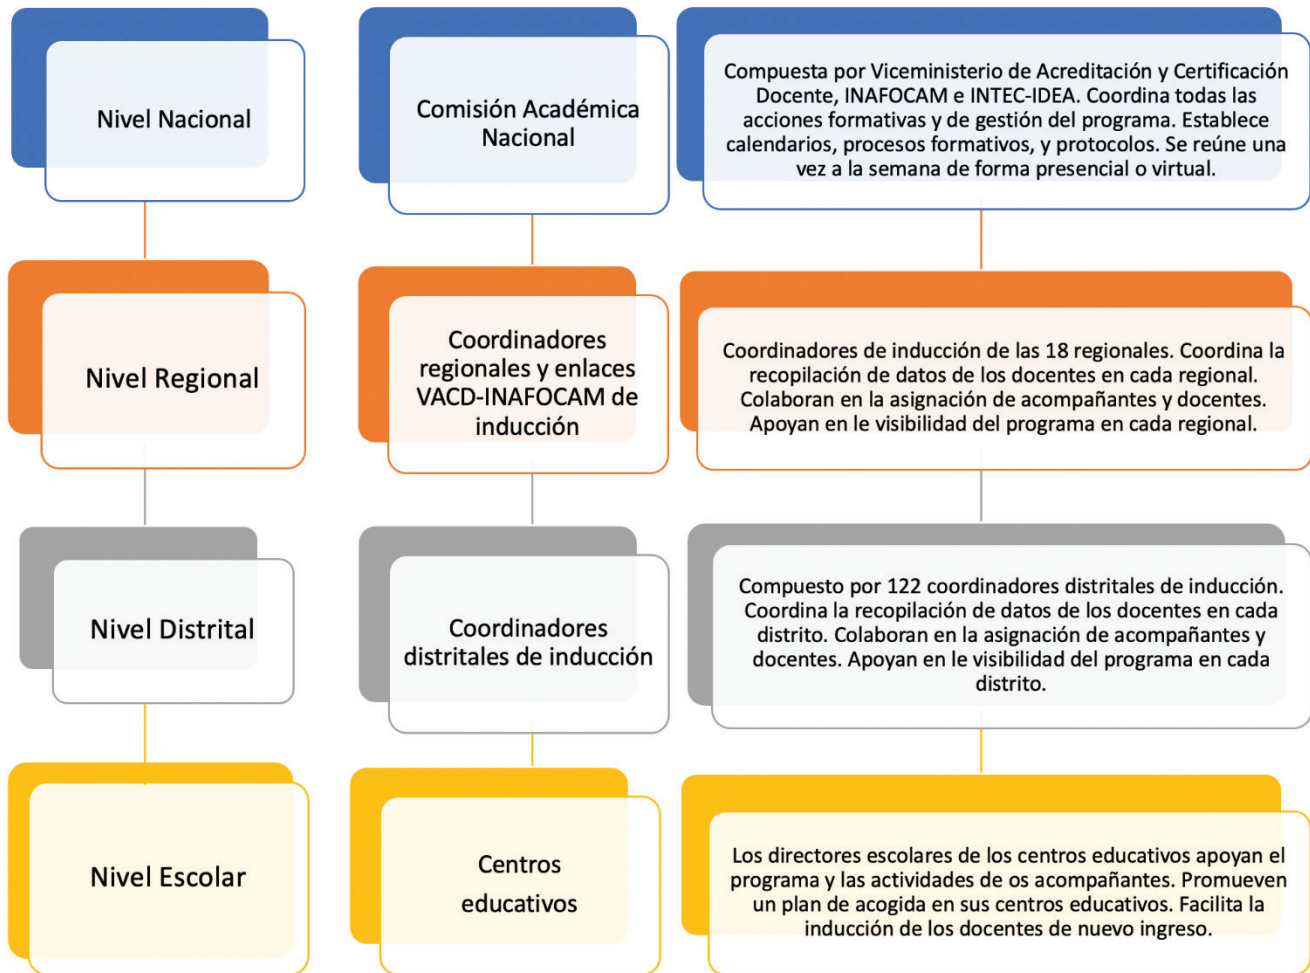 Nivel Nacional
Comisión Académica
Nacional
Compuesta por Viceministerio de Acreditación y Certificación
Docente, INAFOCAM e INTEC-IDEA. Coordina todas las
acciones formativas y de gestión del programa. Establece
calendarios, procesos formativos, y protocolos. Se reúne una
vez a la semana de forma presencial o virtual.
Nivel Regional
Coordinadores
regionales y enlaces
VACD-INAFOCAM de
inducción
Coordinadores de inducción de las 18 regionales. Coordina la
recopilación de datos de los docentes en cada regional.
Colaboran en la asignación de acompañantes y docentes.
Apoyan en le visibilidad del programa en cada regional.
Nivel Distrital
Coordinadores
distritales de inducción
Compuesto por 122 coordinadores distritales de inducción.
Coordina la recopilación de datos de los docentes en cada
distrito. Colaboran en la asignación de acompañantes y
docentes. Apoyan en le visibilidad del programa en cada
distrito.
Nivel Escolar
Centros
educativos
Los directores escolares de los centros educativos apoyan el
programa y las actividades de os acompañantes. Promueven
un plan de acogida en sus centros educativos. Facilita la
inducción de los docentes de nuevo ingreso.